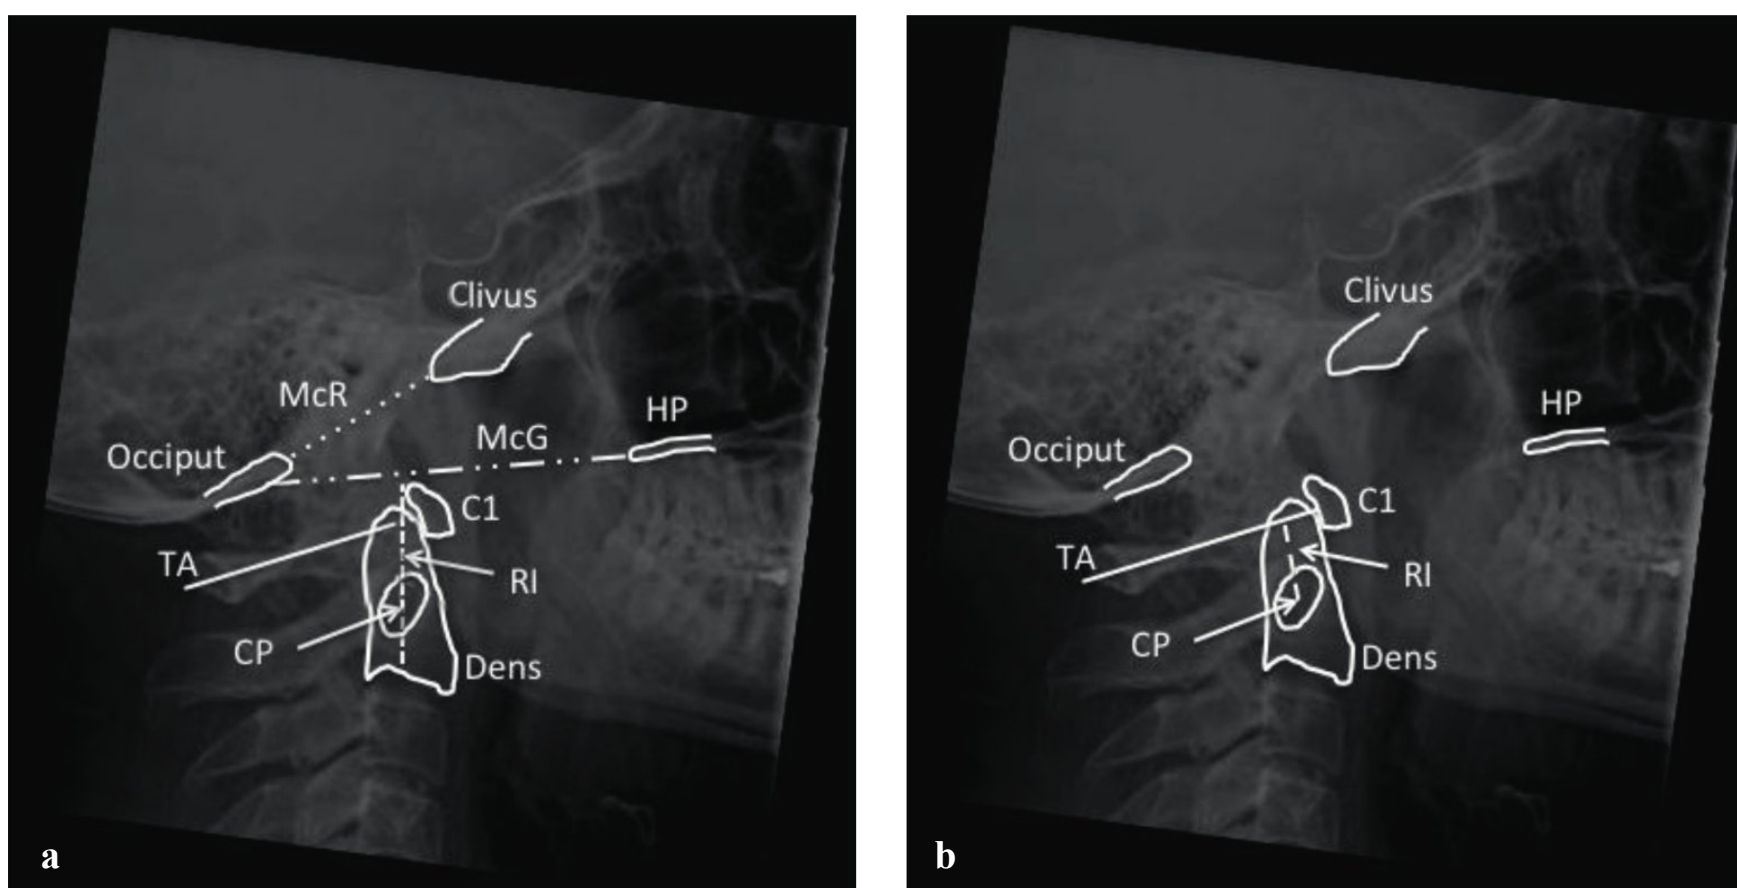 Clivus
McR
HP
McG
Occiput
C1
TA
RI
CP
Dens
a
Clivus
HP
Occiput
C1
TA
RI
CP
Dens
b